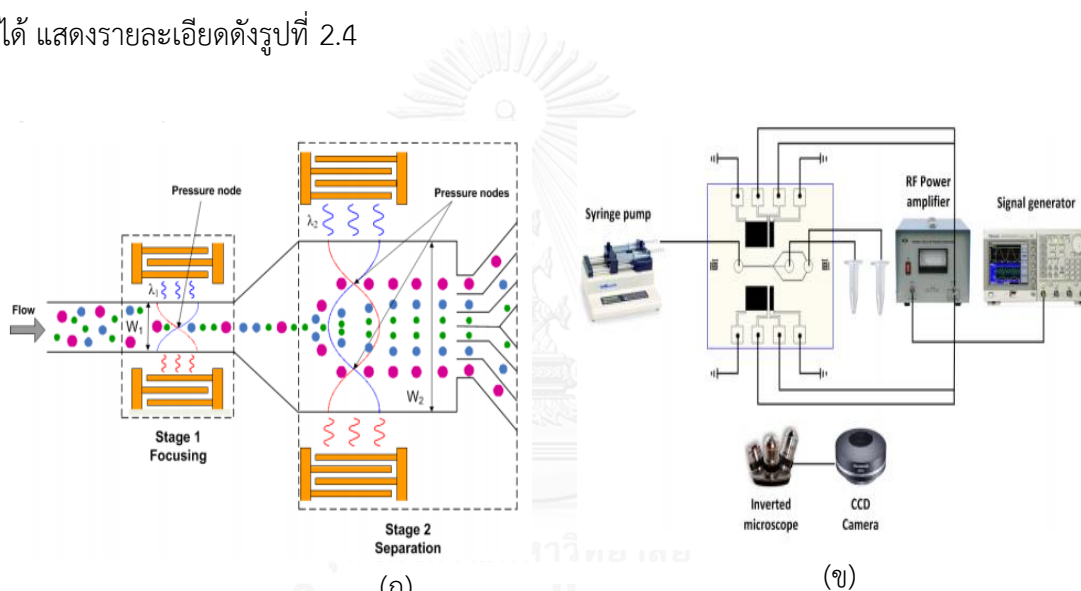 ได้ แสดงรายละเอียดดังรูปที่ 2.4
Pressure node
Pressure nodes
λ₂
λ₁
Flow
W₁
W₂
Stage 1
Focusing
Stage 2
Separation
(ก)
Syringe pump
RF Power
amplifier
Signal generator
Inverted
microscope
CCD
Camera
(ข)